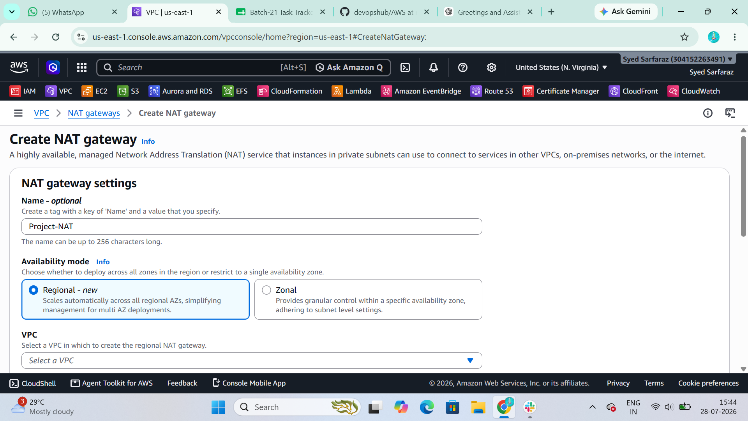 (5) WhatsApp
VPC | us-east-1
Batch-21 Task Track
devopshub/AWS at
Greetings and Assis
Ask Gemini
us-east-1.console.aws.amazon.com/vpcconsole/home?region=us-east-1#CreateNatGateway:
aws
Search
[Alt+S]
Ask Amazon Q
United States (N. Virginia)
Syed Sarfaraz (304152263491)
Syed Sarfaraz
IAM
VPC
EC2
S3
Aurora and RDS
EFS
CloudFormation
Lambda
Amazon EventBridge
Route 53
Certificate Manager
CloudFront
CloudWatch
VPC
NAT gateways
Create NAT gateway
Create NAT gateway Info
A highly available, managed Network Address Translation (NAT) service that instances in private subnets can use to connect to services in other VPCs, on-premises networks, or the internet.
NAT gateway settings
Name - optional
Create a tag with a key of 'Name' and a value that you specify.
Project-NAT
The name can be up to 256 characters long.
Availability mode Info
Choose whether to deploy across all zones in the region or restrict to a single availability zone.
Regional - new
Scales automatically across all regional AZs, simplifying
management for multi AZ deployments.
Zonal
Provides granular control within a specific availability zone,
adhering to subnet level settings.
VPC
Select a VPC in which to create the regional NAT gateway.
Select a VPC
CloudShell
Agent Toolkit for AWS
Feedback
Console Mobile App
© 2026, Amazon Web Services, Inc. or its affiliates.
Privacy
Terms
Cookie preferences
3
29°C
Mostly cloudy
Search
ENG
IN
15:44
28-07-2026